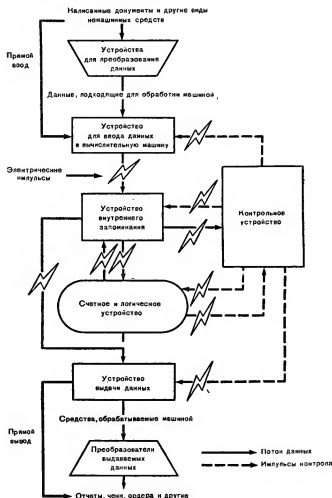 Написанные документы и другие виды
немашинных средств
Прямой
ввод
Устройства
для преобразования
данных
Данные, подходящие для обработки машиной,
Устройство
для ввода данных
в вычислительную машину
Электрические
импульсы
Устройство
внутреннего
запоминания
Контрольное
устройство
Счетное и логическое
устройство
Устройство
выдачи данных
Средства, обрабатываемые машиной
Прямой
вывод
Преобразователи
выдаваемых
данных
Поток данных
Импульсы контроля
Отчеты, чеки, ордера и другие